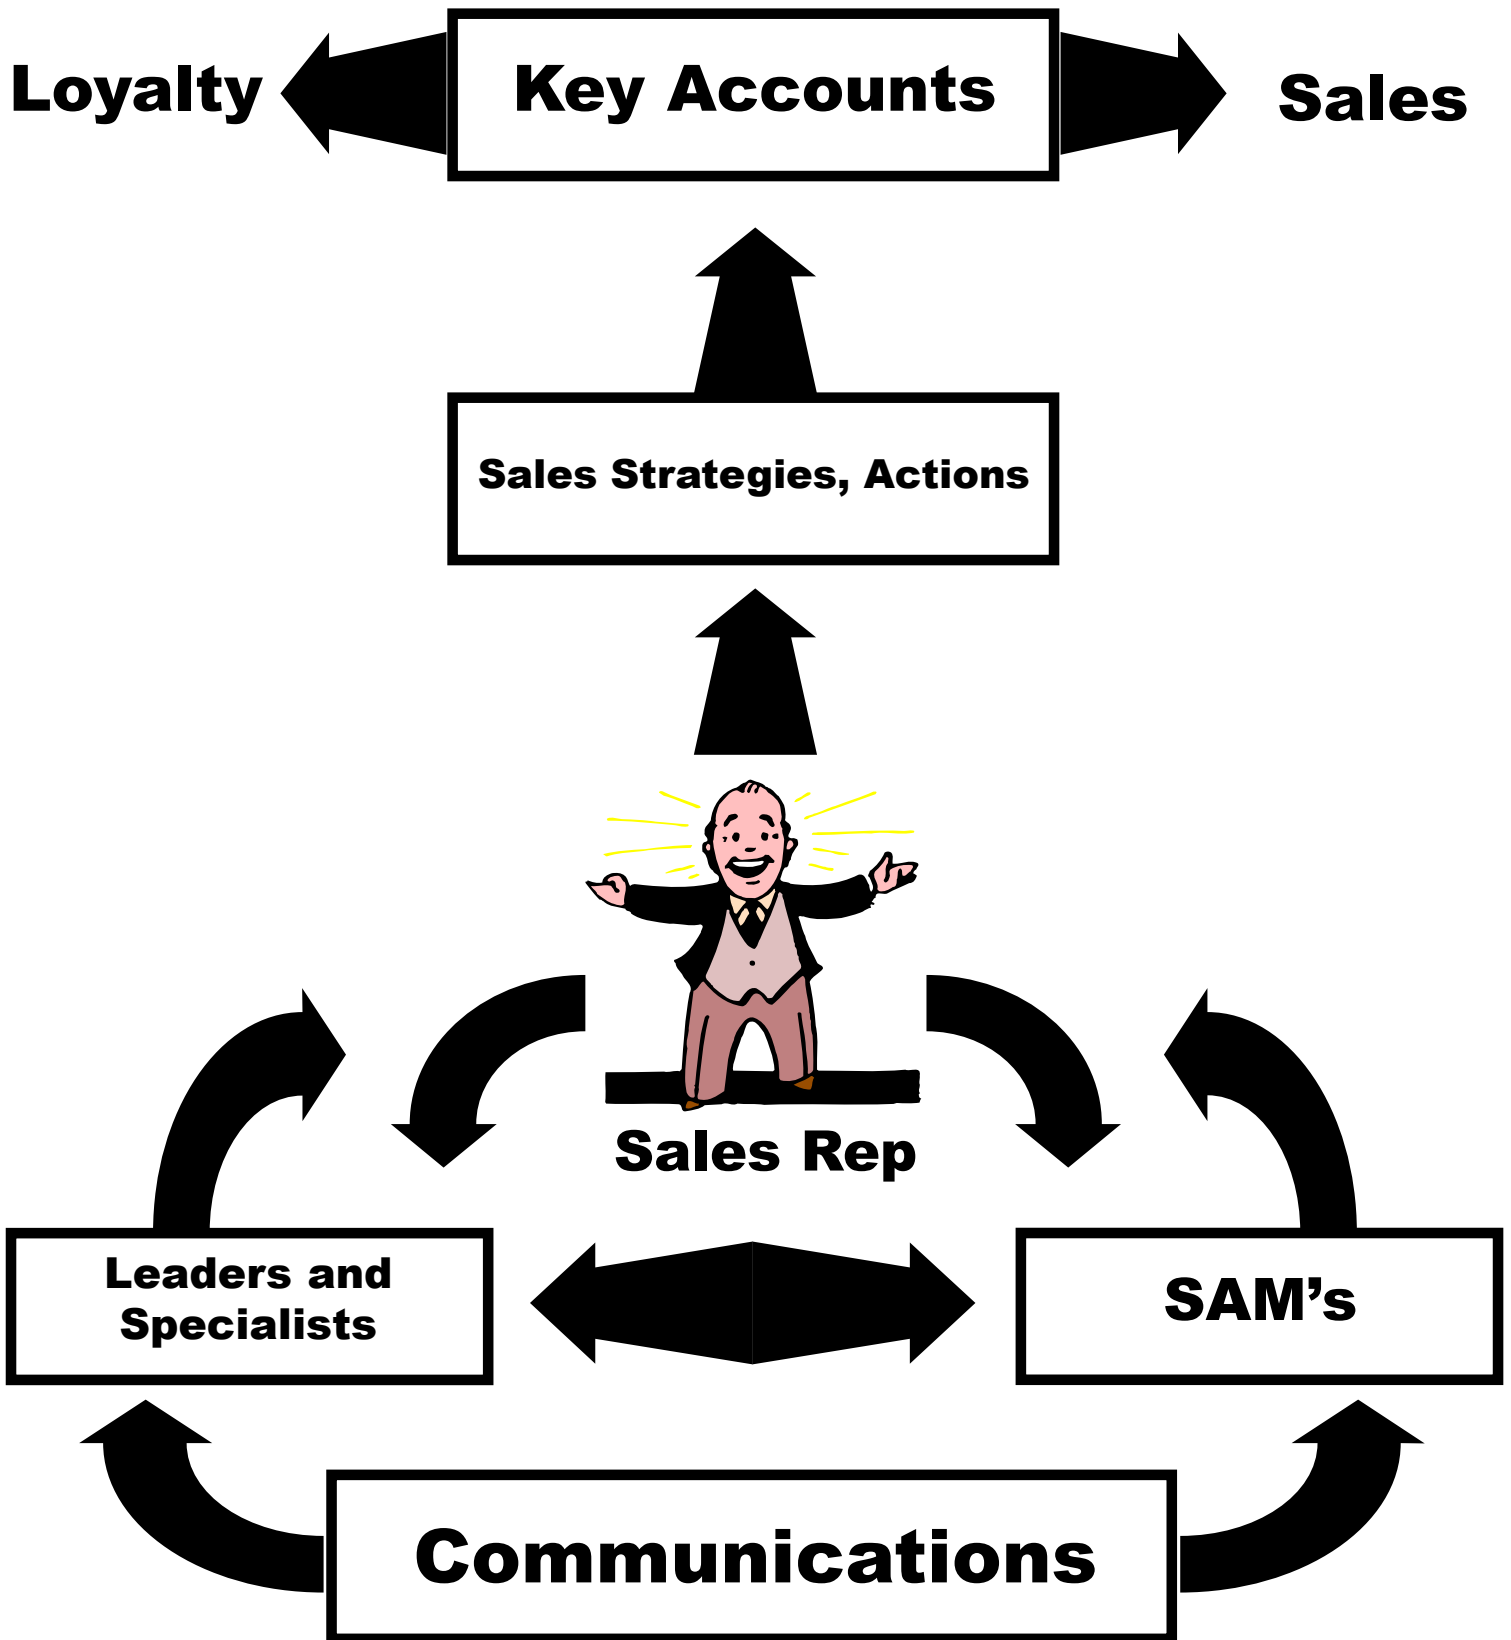 Loyalty
Key Accounts
Sales
Sales Strategies, Actions
Sales Rep
Leaders and
Specialists
SAM’s
Communications